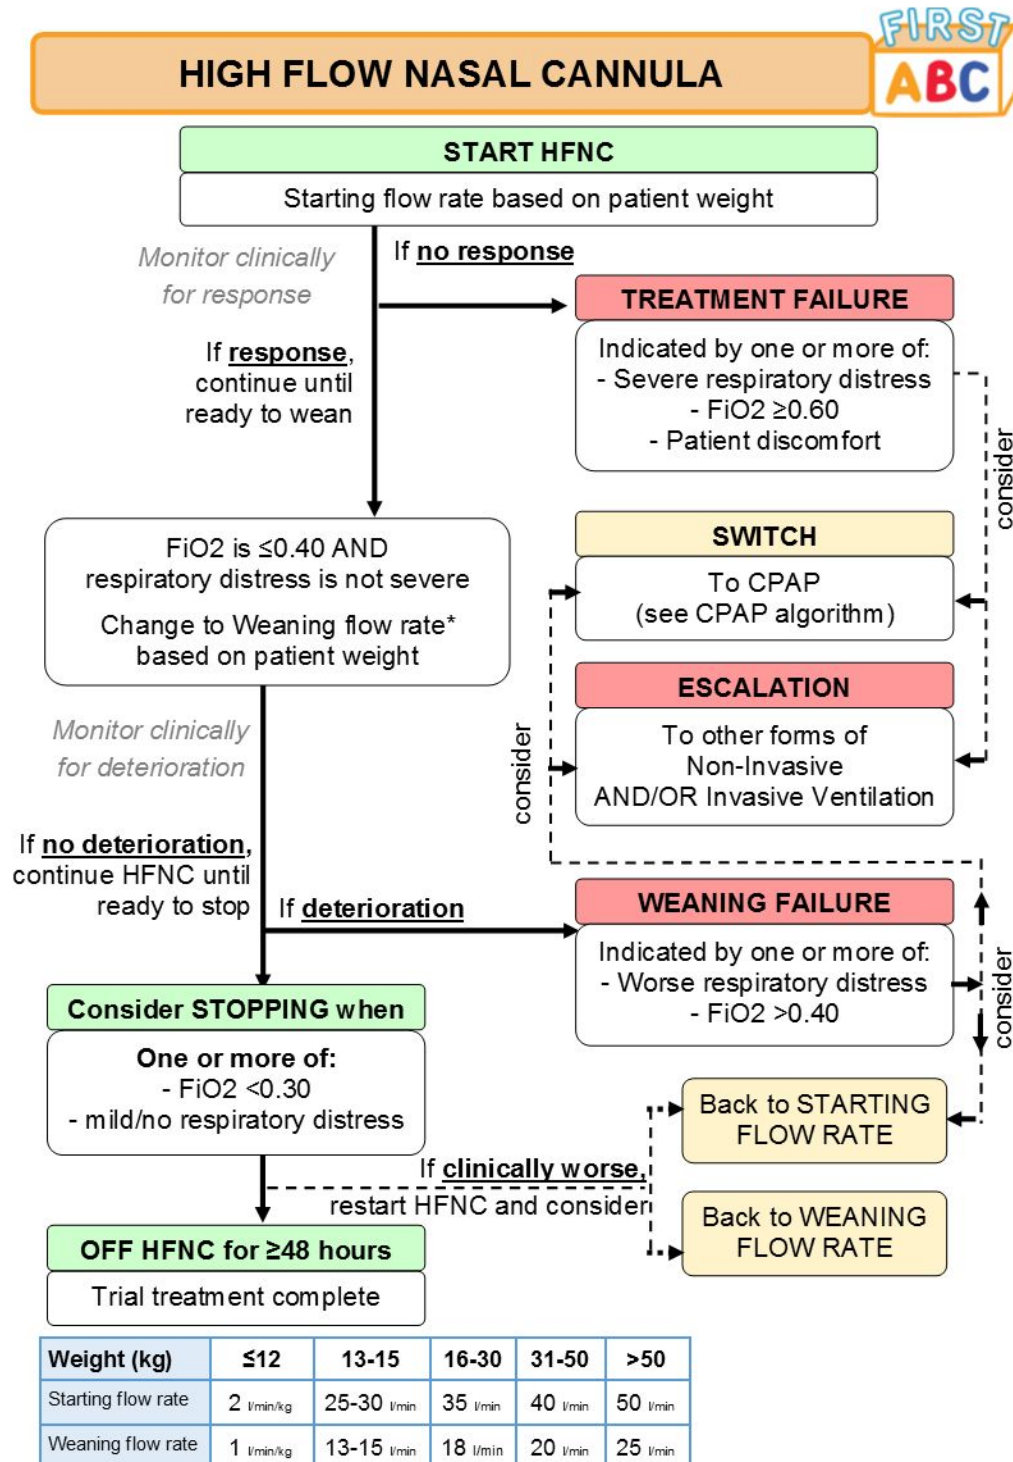 FIRST
ABC
HIGH FLOW NASAL CANNULA
START HFNC
Starting flow rate based on patient weight
Monitor clinically
for response
If no response
If response,
continue until
ready to wean
TREATMENT FAILURE
Indicated by one or more of:
- Severe respiratory distress
- FiO2 ≥0.60
- Patient discomfort
consider
FiO2 is ≤0.40 AND
respiratory distress is not severe
Change to Weaning flow rate*
based on patient weight
SWITCH
To CPAP
(see CPAP algorithm)
ESCALATION
To other forms of
Non-Invasive
AND/OR Invasive Ventilation
consider
Monitor clinically
for deterioration
If no deterioration,
continue HFNC until
ready to stop
If deterioration
WEANING FAILURE
Indicated by one or more of:
- Worse respiratory distress
- FiO2 >0.40
consider
Consider STOPPING when
One or more of:
- FiO2 <0.30
- mild/no respiratory distress
If clinically worse,
restart HFNC and consider
Back to STARTING
FLOW RATE
Back to WEANING
FLOW RATE
OFF HFNC for ≥48 hours
Trial treatment complete
Weight (kg) ≤12 13-15 16-30 31-50 >50
Starting flow rate 2 l/min/kg 25-30 l/min 35 l/min 40 l/min 50 l/min
Weaning flow rate 1 l/min/kg 13-15 l/min 18 l/min 20 l/min 25 l/min